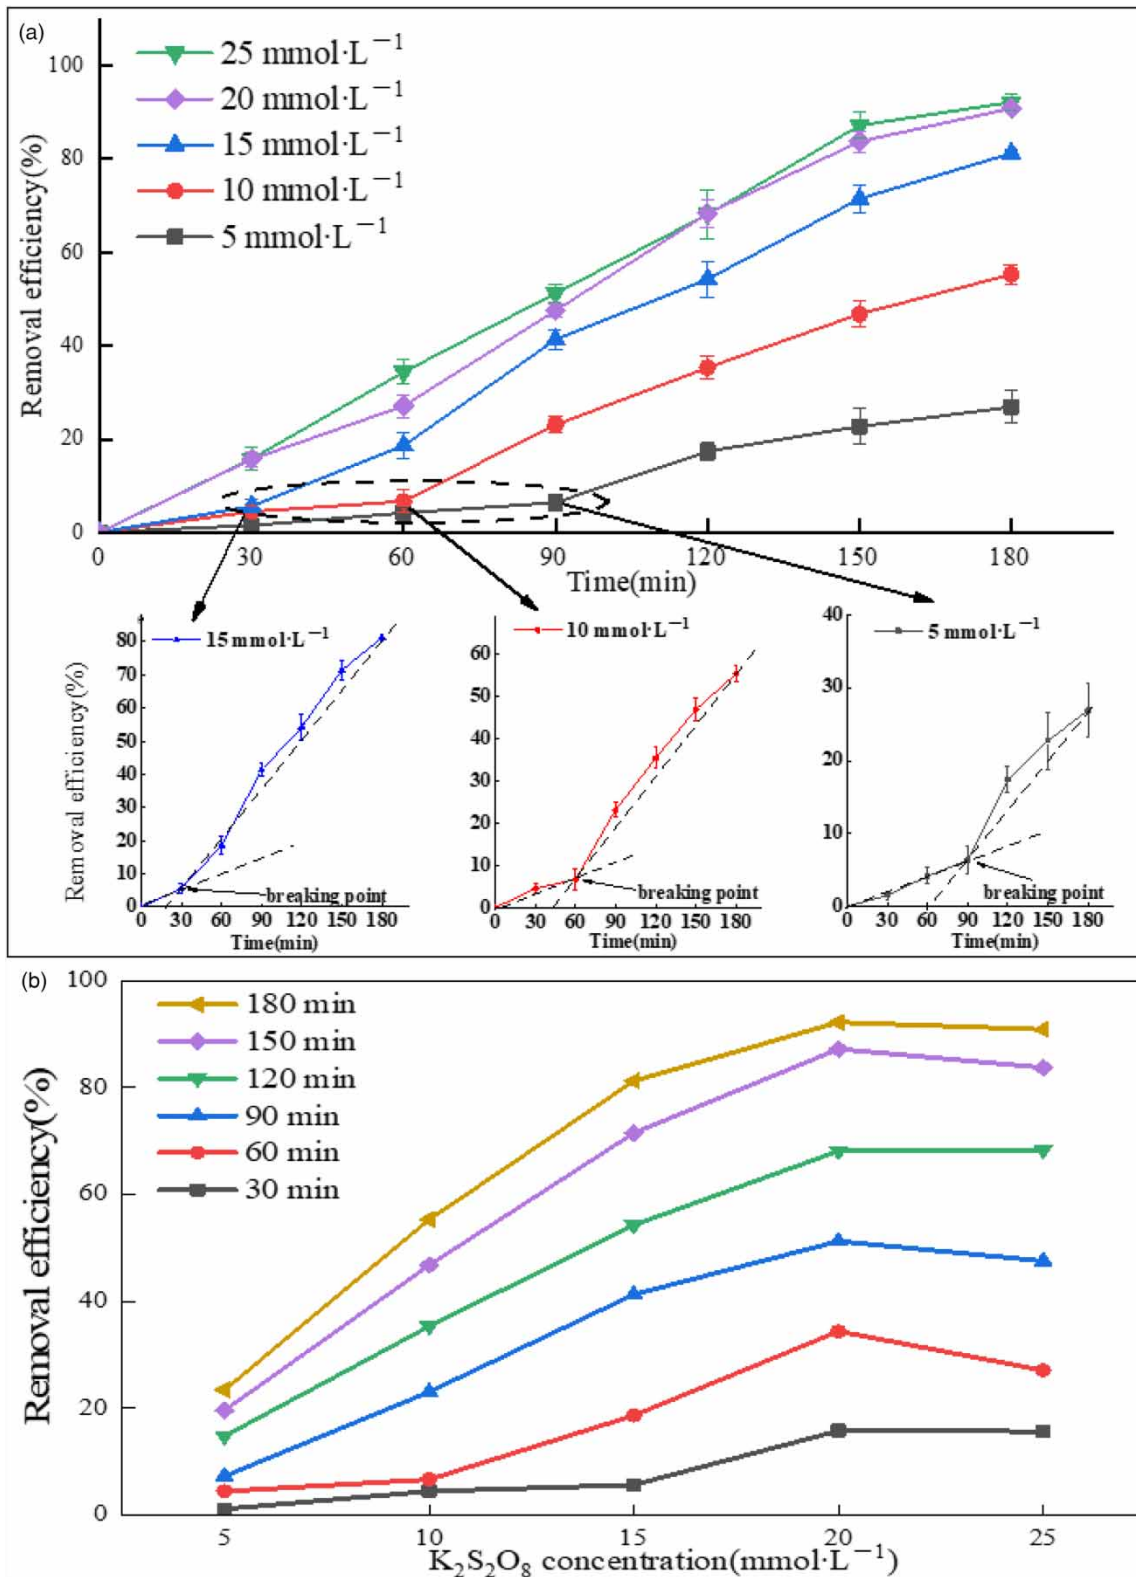 (a)
25 mmol·L⁻¹
20 mmol·L⁻¹
15 mmol·L⁻¹
10 mmol·L⁻¹
5 mmol·L⁻¹
Removal efficiency(%)
100
80
60
40
20
0
0 30 60 90 120 150 180
Time(min)
15 mmol·L⁻¹
Removal efficiency(%)
80
70
60
50
40
30
20
10
0
breaking point
0 30 60 90 120 150 180
Time(min)
10 mmol·L⁻¹
60
50
40
30
20
10
0
breaking point
0 30 60 90 120 150 180
Time(min)
5 mmol·L⁻¹
40
30
20
10
0
breaking point
0 30 60 90 120 150 180
Time(min)
(b)
180 min
150 min
120 min
90 min
60 min
30 min
Removal efficiency(%)
100
80
60
40
20
0
5 10 15 20 25
K₂S₂O₈ concentration(mmol·L⁻¹)